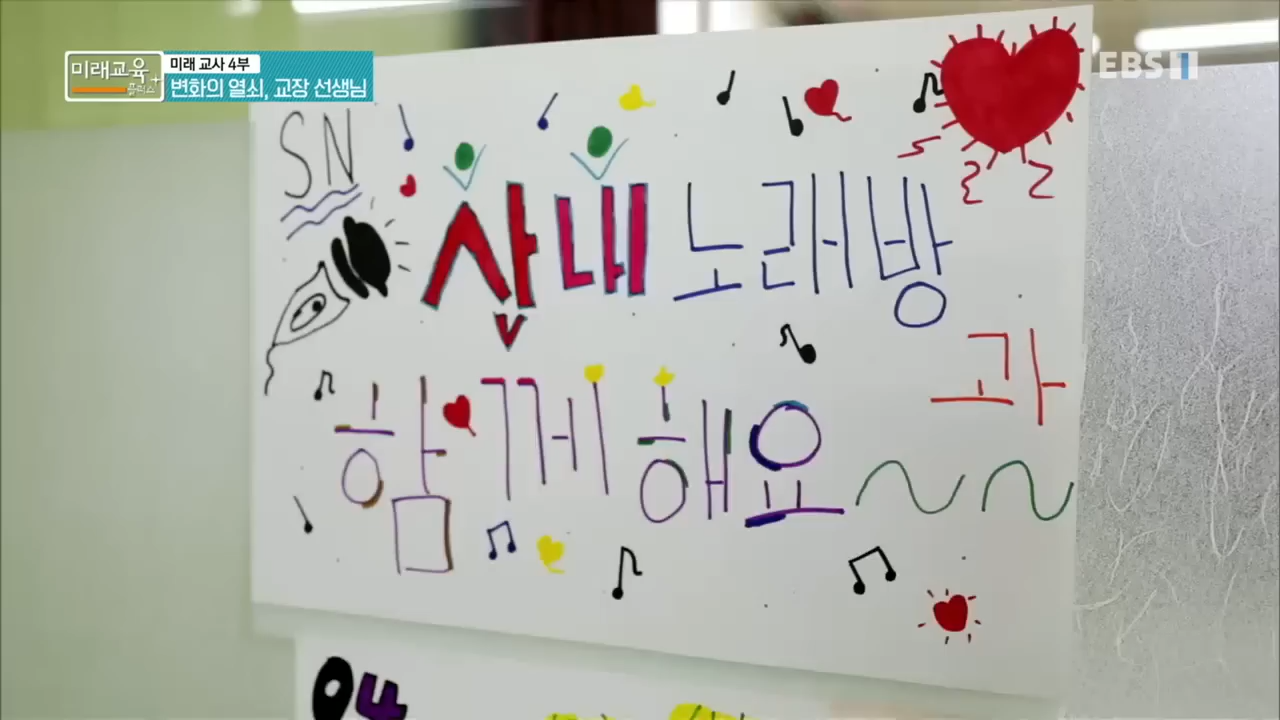 미래교육
플러스+
미래 교사 4부
변화의 열쇠, 교장 선생님
EBS 1
SN
사내 노래방
과
함께 해요~~